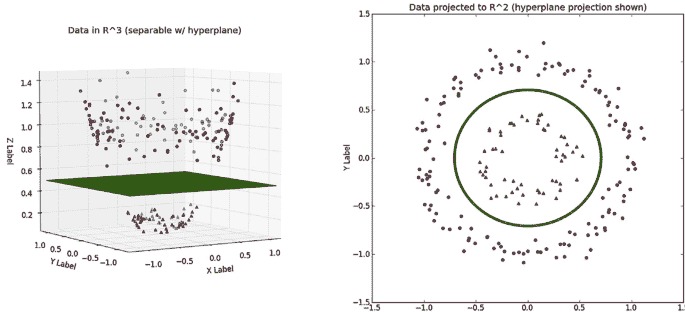 Data in R^3 (separable w/ hyperplane)
1.4
1.2
1.0
0.8
0.6
0.4
0.2
Z Label
1.0 0.5 0.0 -0.5 -1.0
Y Label
-1.0 -0.5 0.0 0.5 1.0
X Label
Data projected to R^2 (hyperplane projection shown)
1.5
1.0
0.5
0.0
-0.5
-1.0
-1.5
Y Label
-1.5 -1.0 -0.5 0.0 0.5 1.0 1.5